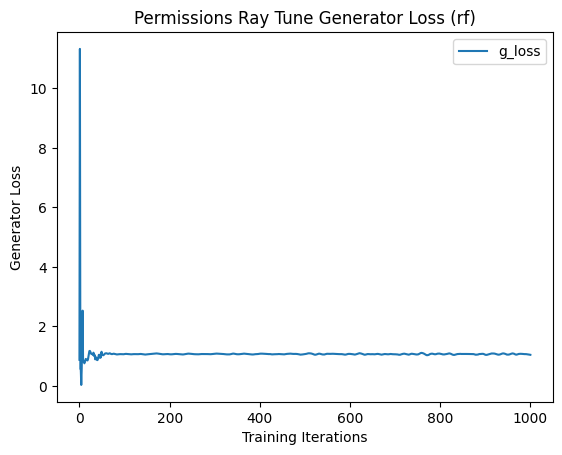 Permissions Ray Tune Generator Loss (rf)
g_loss
Generator Loss
10
8
6
4
2
0
0 200 400 600 800 1000
Training Iterations